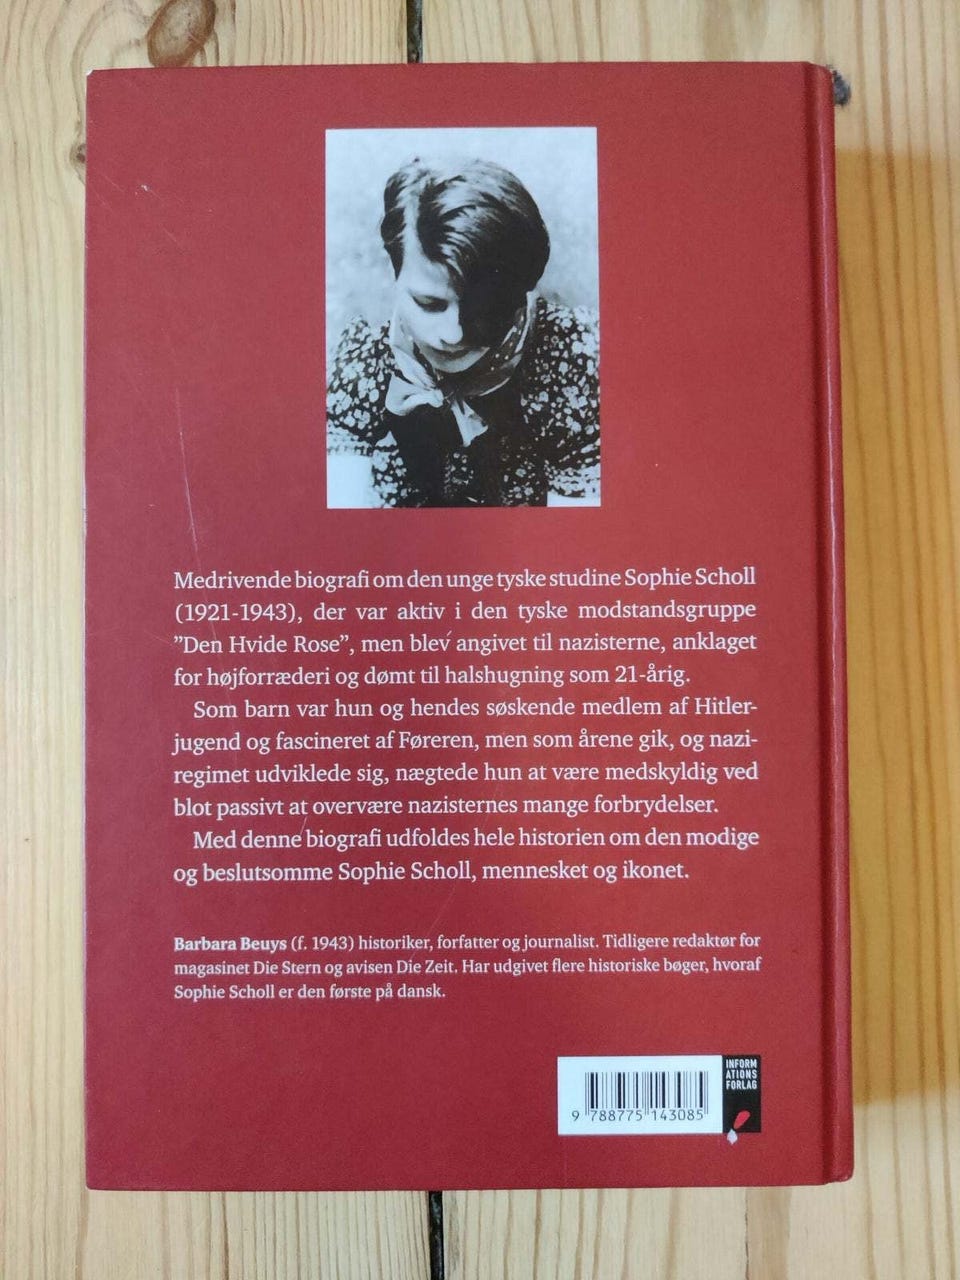 Medrivende biografi om den unge tyske studine Sophie Scholl
(1921-1943), der var aktiv i den tyske modstandsgruppe
”Den Hvide Rose”, men blev angivet til nazisterne, anklaget
for højforræderi og dømt til halshugning som 21-årig.
Som barn var hun og hendes søskende medlem af Hitler-
jugend og fascineret af Føreren, men som årene gik, og nazi-
regimet udviklede sig, nægtede hun at være medskyldig ved
blot passivt at overvære nazisternes mange forbrydelser.
Med denne biografi udfoldes hele historien om den modige
og beslutsomme Sophie Scholl, mennesket og ikonet.
Barbara Beuys (f. 1943) historiker, forfatter og journalist. Tidligere redaktør for
magasinet Die Stern og avisen Die Zeit. Har udgivet flere historiske bøger, hvoraf
Sophie Scholl er den første på dansk.
9 788775 143085
INFORM
ATIONS
FORLAG